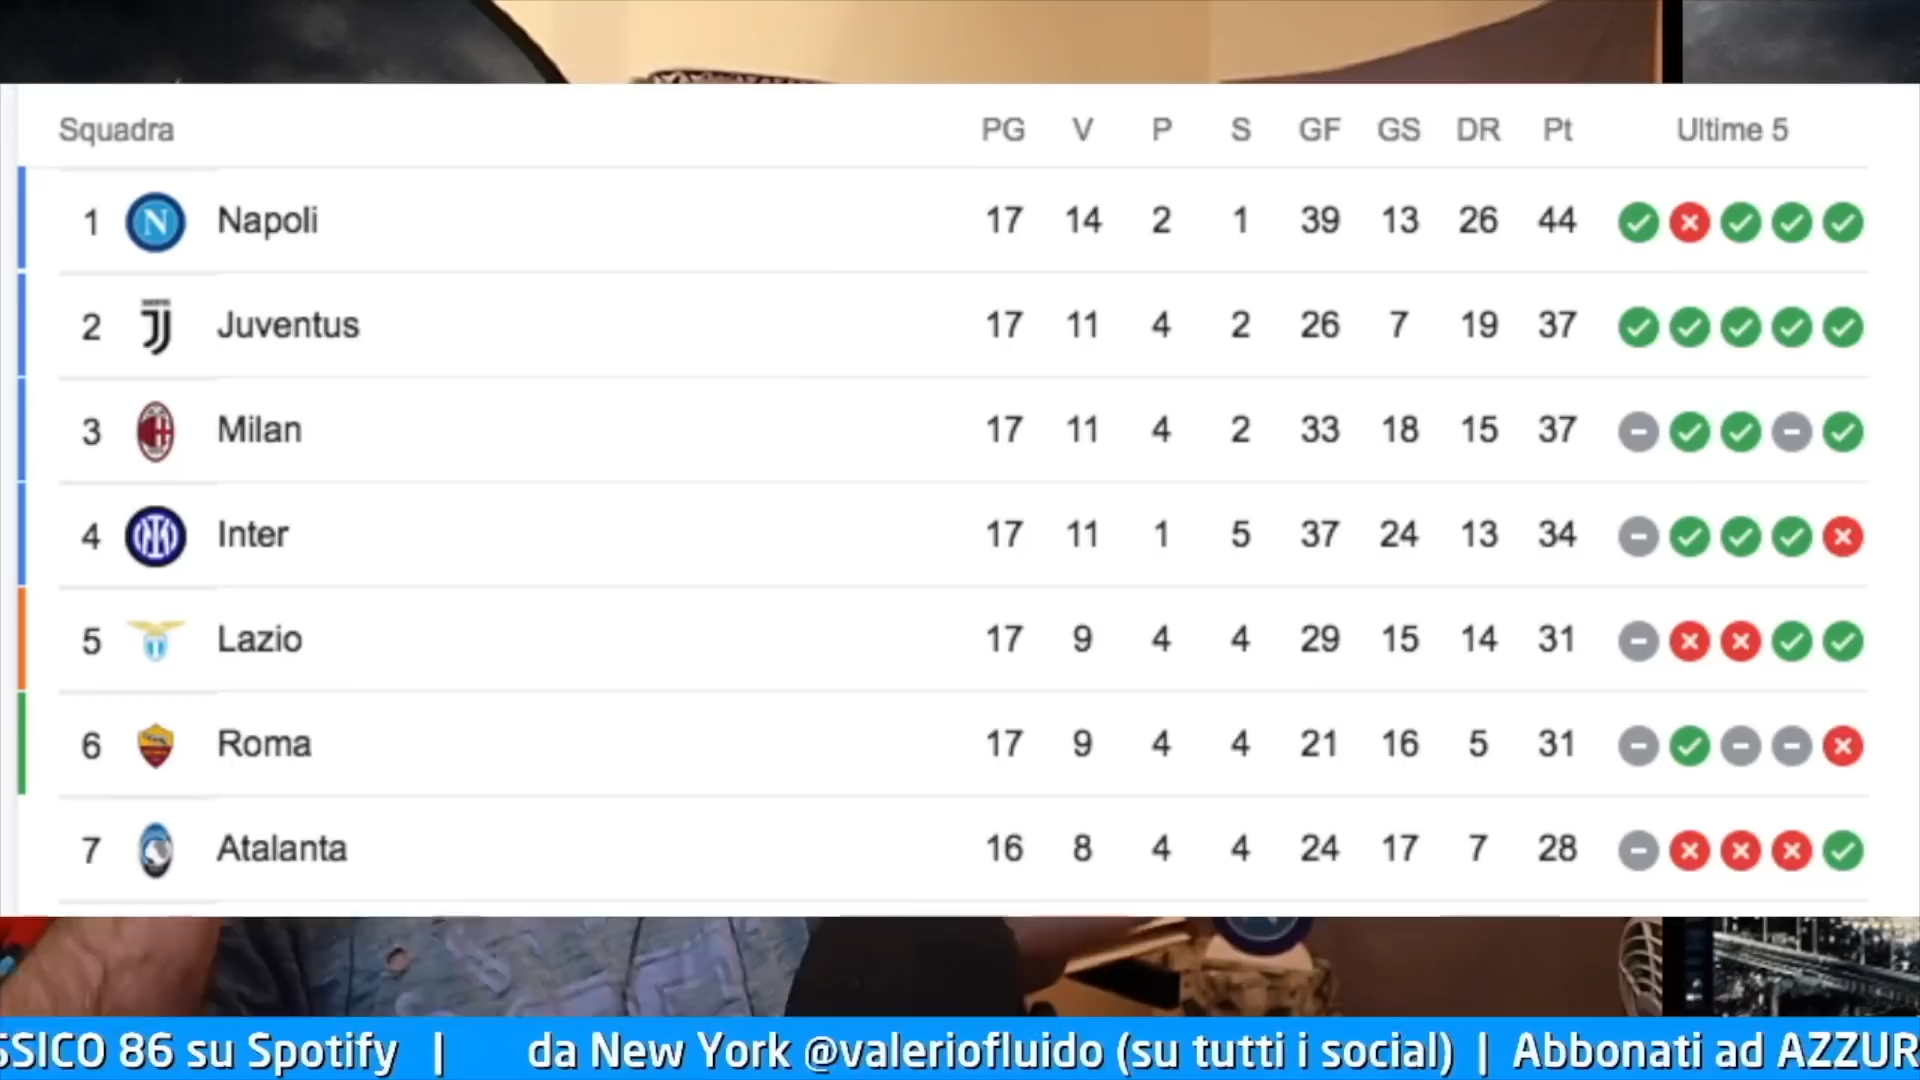 Squadra PG V P S GF GS DR Pt Ultime 5
1 N Napoli 17 14 2 1 39 13 26 44
2 Juventus 17 11 4 2 26 7 19 37
3 Milan 17 11 4 2 33 18 15 37
4 Inter 17 11 1 5 37 24 13 34
5 Lazio 17 9 4 4 29 15 14 31
6 Roma 17 9 4 4 21 16 5 31
7 Atalanta 16 8 4 4 24 17 7 28
SSICO 86 su Spotify | da New York @valeriofluido (su tutti i social) | Abbonati ad AZZUR